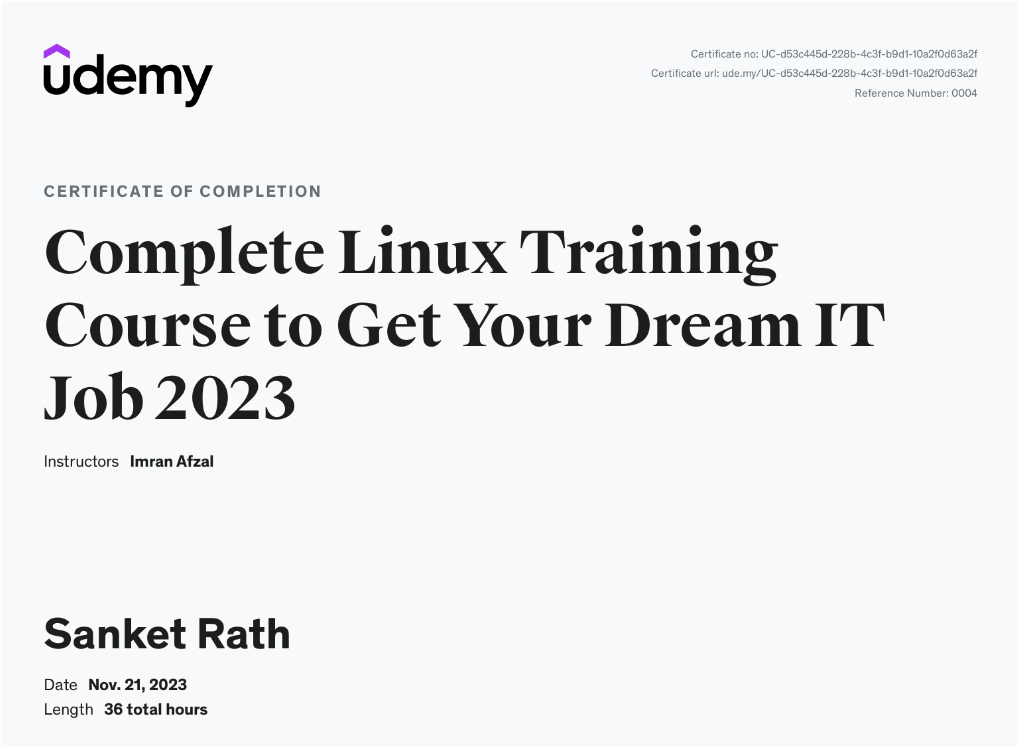 udemy
Certificate no: UC-d53c445d-228b-4c3f-b9d1-10a2f0d63a2f
Certificate url: ude.my/UC-d53c445d-228b-4c3f-b9d1-10a2f0d63a2f
Reference Number: 0004
CERTIFICATE OF COMPLETION
Complete Linux Training
Course to Get Your Dream IT
Job 2023
Instructors Imran Afzal
Sanket Rath
Date Nov. 21, 2023
Length 36 total hours